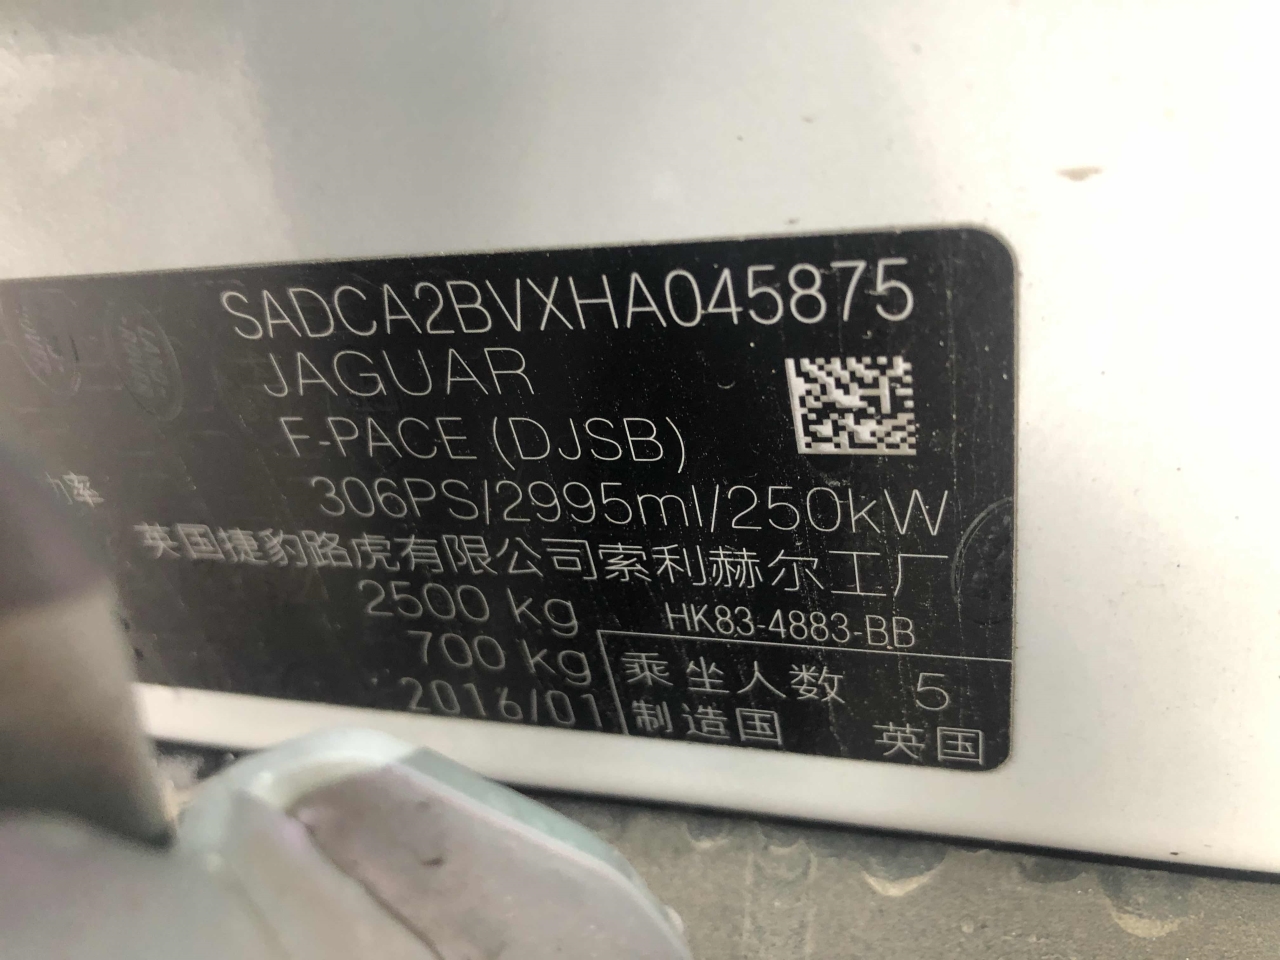 SADCA2BVXHA045875
JAGUAR
F-PACE (DJSB)
306PS/2995ml/250kW
英国捷豹路虎有限公司索利赫尔工厂
2500 kg
HK83-4883-BB
700 kg
乘坐人数 5
2016/01
制造国 英国